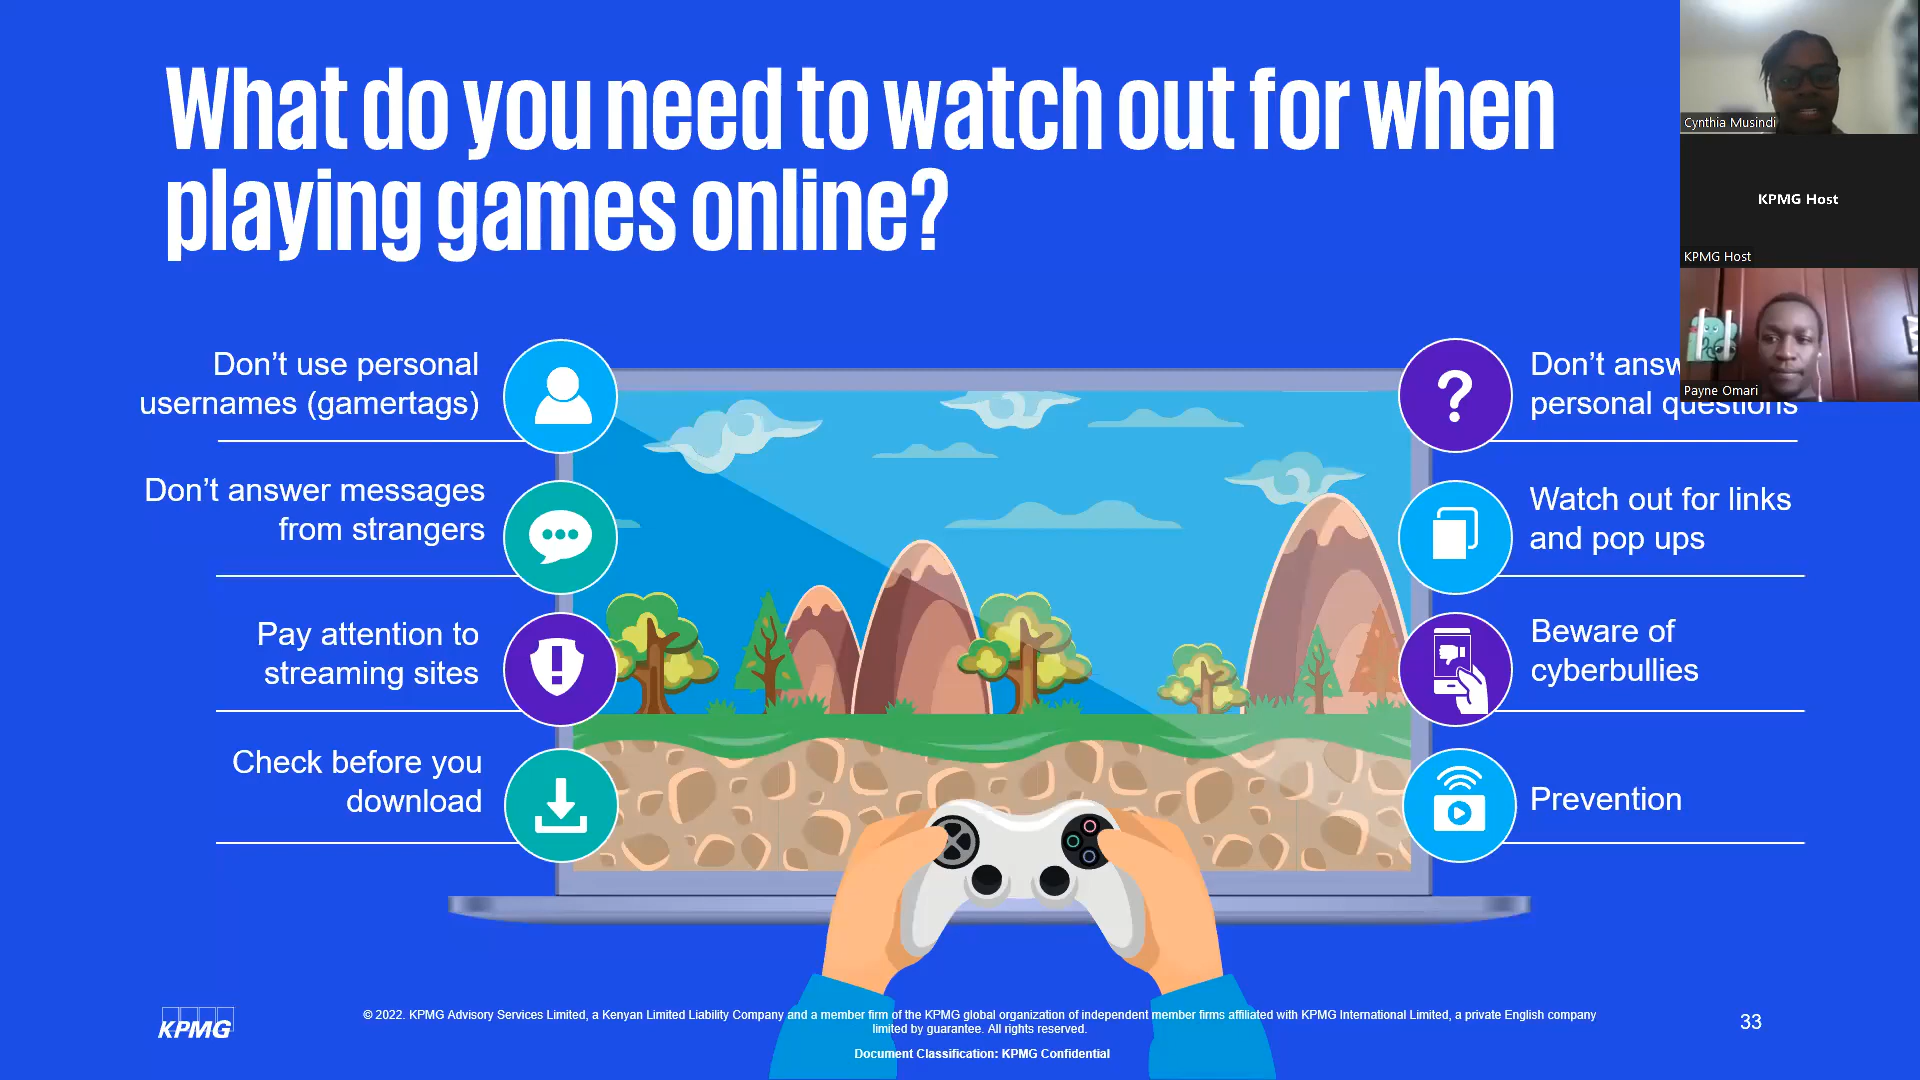 What do you need to watch out for when
playing games online?
Cynthia Musindi
KPMG Host
KPMG Host
Payne Omari
Don't use personal
usernames (gamertags)
Don't answer messages
from strangers
Pay attention to
streaming sites
Check before you
download
Don't answ
personal questions
Watch out for links
and pop ups
Beware of
cyberbullies
Prevention
KPMG
© 2022. KPMG Advisory Services Limited, a Kenyan Limited Liability Company and a member firm of the KPMG global organization of independent member firms affiliated with KPMG International Limited, a private English company
limited by guarantee. All rights reserved.
Document Classification: KPMG Confidential
33